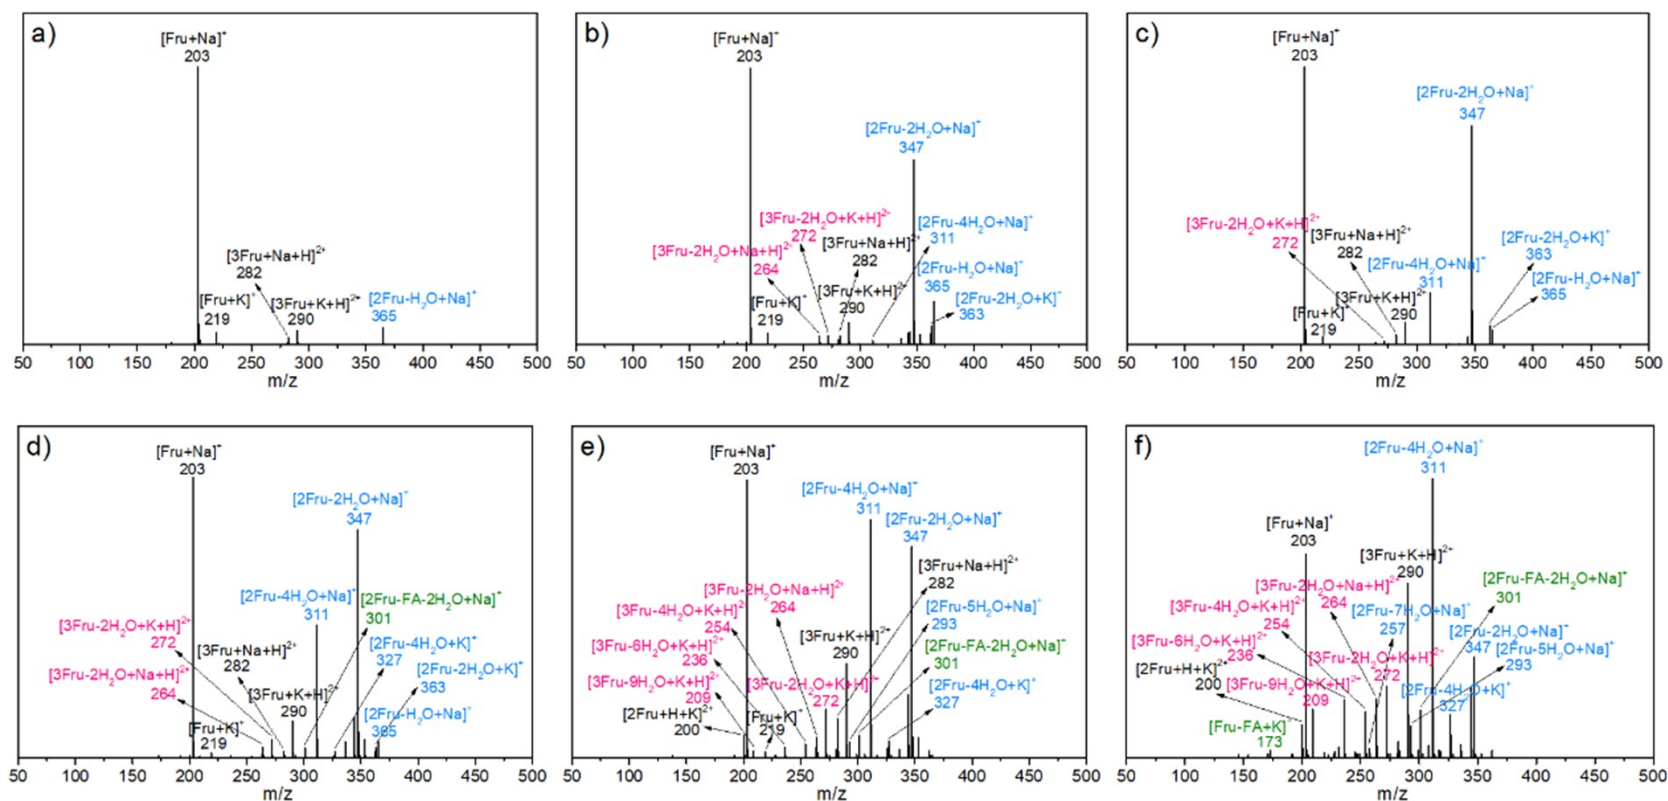 a)
[Fru+Na]⁺
203
[3Fru+Na+H]²⁺
282
[Fru+K]⁺
219
[3Fru+K+H]²⁺
290
[2Fru-H₂O+Na]⁺
365
50 100 150 200 250 300 350 400 450 500
m/z
b)
[Fru+Na]⁺
203
[2Fru-2H₂O+Na]⁺
347
[3Fru-2H₂O+K+H]²⁺
272
[3Fru-2H₂O+Na+H]²⁺
264
[3Fru+Na+H]²⁺
282
[2Fru-4H₂O+Na]⁺
311
[Fru+K]⁺
219
[3Fru+K+H]²⁺
290
[2Fru-H₂O+Na]⁺
365
[2Fru-2H₂O+K]⁺
363
50 100 150 200 250 300 350 400 450 500
m/z
c)
[Fru+Na]⁺
203
[2Fru-2H₂O+Na]⁺
347
[3Fru-2H₂O+K+H]²⁺
272
[3Fru+Na+H]²⁺
282
[2Fru-4H₂O+Na]⁺
311
[2Fru-2H₂O+K]⁺
363
[2Fru-H₂O+Na]⁺
365
[Fru+K]⁺
219
[3Fru+K+H]²⁺
290
50 100 150 200 250 300 350 400 450 500
m/z
d)
[Fru+Na]⁺
203
[2Fru-2H₂O+Na]⁺
347
[2Fru-4H₂O+Na]⁺
311
[2Fru-FA-2H₂O+Na]⁺
301
[3Fru-2H₂O+K+H]²⁺
272
[3Fru-2H₂O+Na+H]²⁺
264
[3Fru+Na+H]²⁺
282
[3Fru+K+H]²⁺
290
[2Fru-4H₂O+K]⁺
327
[2Fru-2H₂O+K]⁺
363
[2Fru-H₂O+Na]⁺
365
[Fru+K]⁺
219
50 100 150 200 250 300 350 400 450 500
m/z
e)
[Fru+Na]⁺
203
[2Fru-4H₂O+Na]⁺
311
[2Fru-2H₂O+Na]⁺
347
[3Fru+Na+H]²⁺
282
[3Fru-2H₂O+Na+H]²⁺
264
[3Fru-4H₂O+K+H]²⁺
254
[3Fru-6H₂O+K+H]²⁺
236
[3Fru-9H₂O+K+H]²⁺
209
[2Fru+H+K]²⁺
200
[3Fru+K+H]²⁺
290
[3Fru-2H₂O+K+H]²⁺
272
[Fru+K]⁺
219
[2Fru-5H₂O+Na]⁺
293
[2Fru-FA-2H₂O+Na]⁺
301
[2Fru-4H₂O+K]⁺
327
50 100 150 200 250 300 350 400 450 500
m/z
f)
[2Fru-4H₂O+Na]⁺
311
[Fru+Na]⁺
203
[3Fru+K+H]²⁺
290
[3Fru-2H₂O+Na+H]²⁺
264
[3Fru-4H₂O+K+H]²⁺
254
[3Fru-6H₂O+K+H]²⁺
236
[2Fru+H+K]²⁺
200
[3Fru-9H₂O+K+H]²⁺
209
[Fru-FA+K]
173
[2Fru-7H₂O+Na]⁺
257
[3Fru-2H₂O+K+H]²⁺
272
[2Fru-FA-2H₂O+Na]⁺
301
[2Fru-2H₂O+Na]⁺
347
[2Fru-5H₂O+Na]⁺
293
[2Fru-4H₂O+K]⁺
327
50 100 150 200 250 300 350 400 450 500
m/z